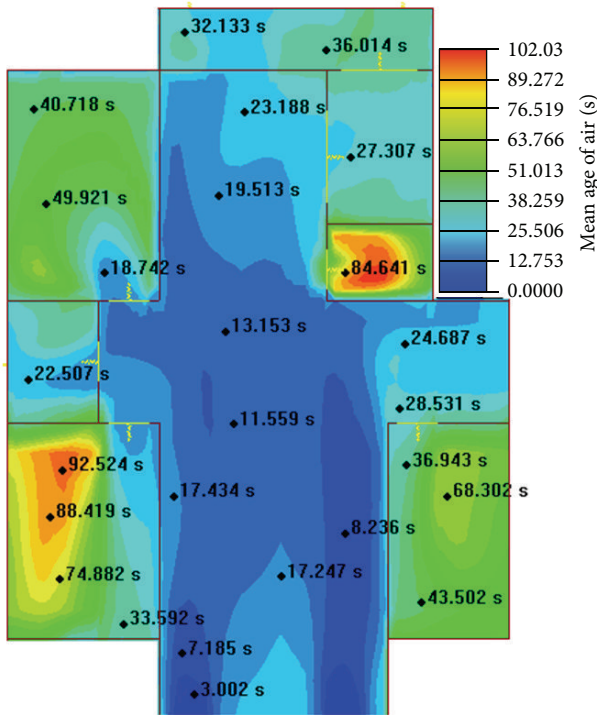 32.133 s
36.014 s
40.718 s
23.188 s
27.307 s
49.921 s
19.513 s
18.742 s
84.641 s
13.153 s
24.687 s
22.507 s
28.531 s
11.559 s
92.524 s
36.943 s
17.434 s
68.302 s
88.419 s
8.236 s
74.882 s
17.247 s
43.502 s
33.592 s
7.185 s
3.002 s
102.03
89.272
76.519
63.766
51.013
38.259
25.506
12.753
0.0000
Mean age of air (s)